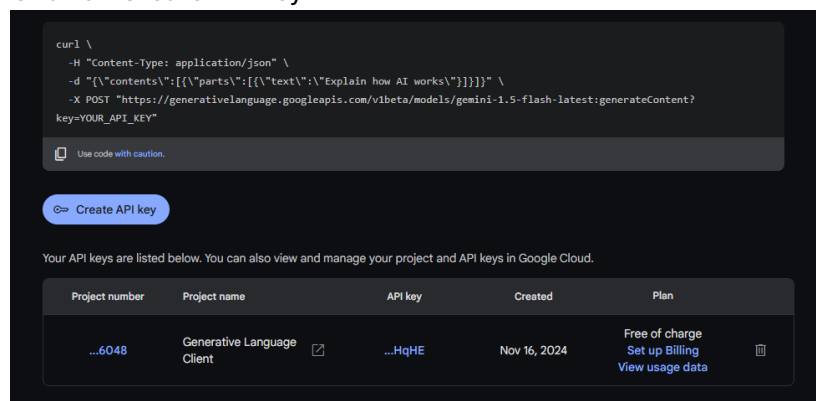 curl \
-H "Content-Type: application/json" \
-d "{\"contents\":[{\"parts\":[{\"text\":\"Explain how AI works\"}]}]}" \
-X POST "https://generativelanguage.googleapis.com/v1beta/models/gemini-1.5-flash-latest:generateContent?
key=YOUR_API_KEY"
Use code with caution.
Create API key
Your API keys are listed below. You can also view and manage your project and API keys in Google Cloud.
Project number Project name API key Created Plan
...6048 Generative Language Client ...HqHE Nov 16, 2024 Free of charge
Set up Billing
View usage data